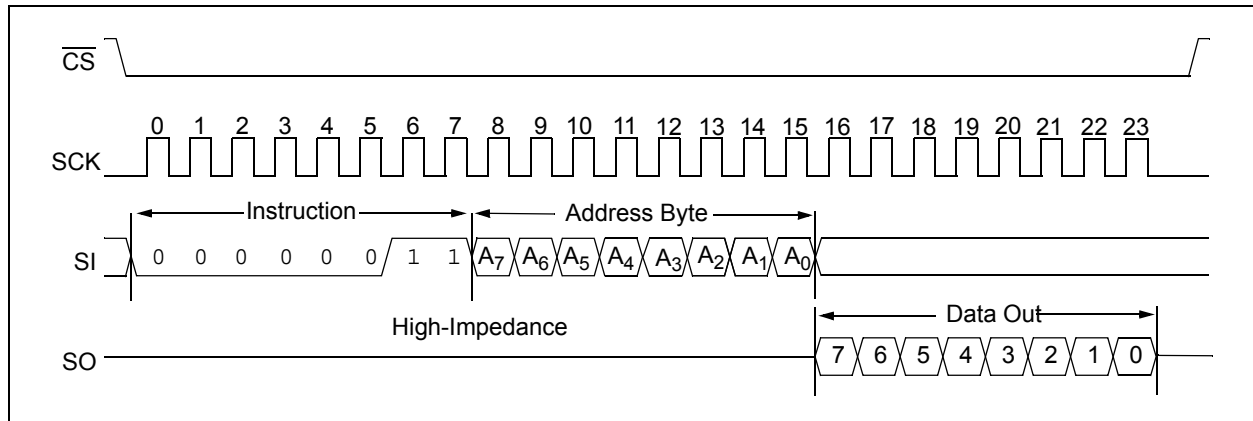 CS
0 1 2 3 4 5 6 7 8 9 10 11 12 13 14 15 16 17 18 19 20 21 22 23
SCK
Instruction Address Byte
SI 0 0 0 0 0 0 1 1 A7 A6 A5 A4 A3 A2 A1 A0
High-Impedance Data Out
SO 7 6 5 4 3 2 1 0